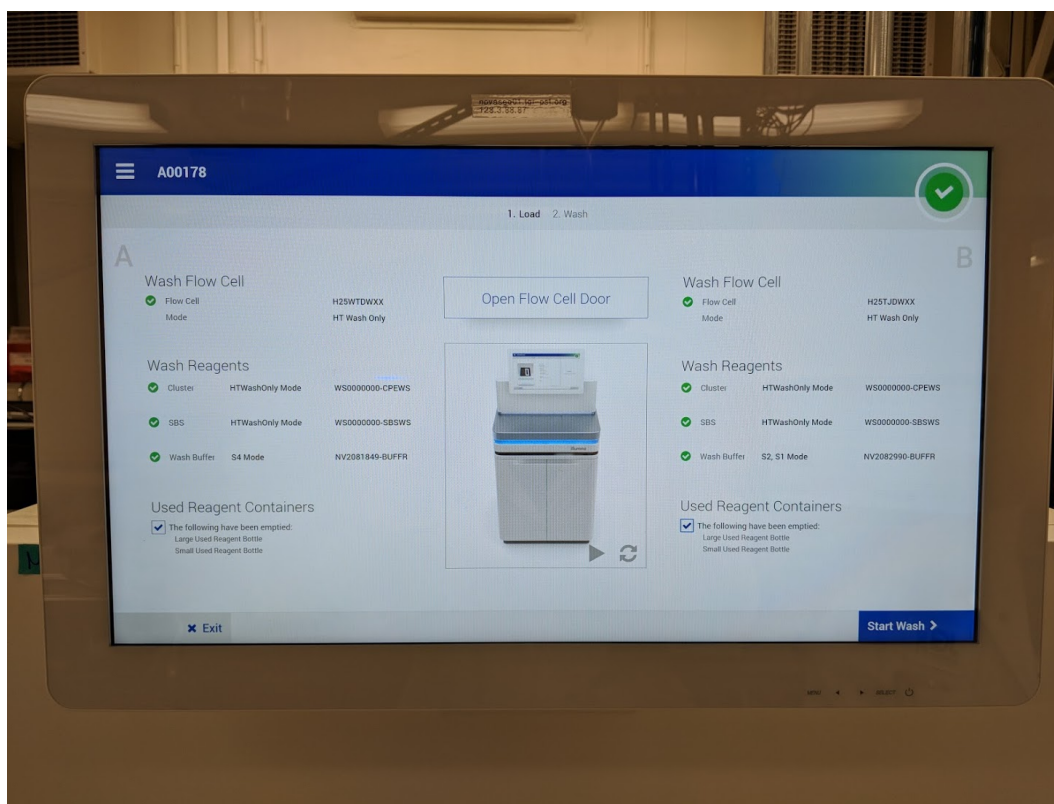 A00178
1. Load 2. Wash
A
B
Wash Flow Cell
Flow Cell H25WTDWXX
Mode HT Wash Only
Wash Reagents
Cluster HTWashOnly Mode WS0000000-CPEWS
SBS HTWashOnly Mode WS0000000-SBSWS
Wash Buffer S4 Mode NV2081849-BUFFR
Used Reagent Containers
The following have been emptied:
Large Used Reagent Bottle
Small Used Reagent Bottle
Open Flow Cell Door
Wash Flow Cell
Flow Cell H25TJDWXX
Mode HT Wash Only
Wash Reagents
Cluster HTWashOnly Mode WS0000000-CPEWS
SBS HTWashOnly Mode WS0000000-SBSWS
Wash Buffer S2, S1 Mode NV2082990-BUFFR
Used Reagent Containers
The following have been emptied:
Large Used Reagent Bottle
Small Used Reagent Bottle
Exit
Start Wash
MENU SELECT